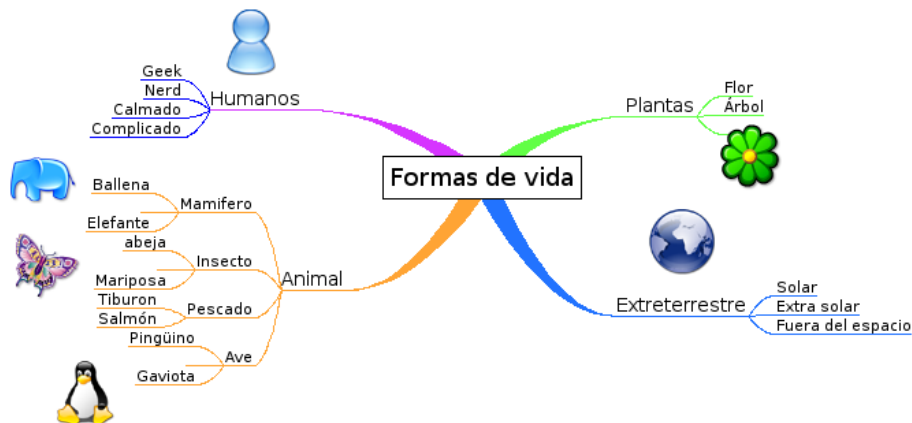 Formas de vida
Humanos
Geek
Nerd
Calmado
Complicado
Animal
Mamifero
Ballena
Elefante
Insecto
abeja
Mariposa
Pescado
Tiburon
Salmón
Ave
Pingüino
Gaviota
Plantas
Flor
Árbol
Extreterrestre
Solar
Extra solar
Fuera del espacio